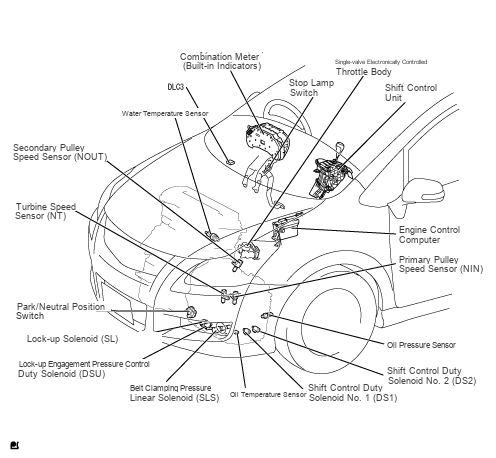 Combination Meter
(Built-in Indicators)
Single-valve Electronically Controlled
Throttle Body
DLC3
Stop Lamp
Switch
Shift Control
Unit
Water Temperature Sensor
Secondary Pulley
Speed Sensor (NOUT)
Turbine Speed
Sensor (NT)
Engine Control
Computer
Primary Pulley
Speed Sensor (NIN)
Park/Neutral Position
Switch
Lock-up Solenoid (SL)
Oil Pressure Sensor
Lock-up Engagement Pressure Control
Duty Solenoid (DSU)
Shift Control Duty
Solenoid No. 2 (DS2)
Belt Clamping Pressure
Linear Solenoid (SLS)
Oil Temperature Sensor
Shift Control Duty
Solenoid No. 1 (DS1)